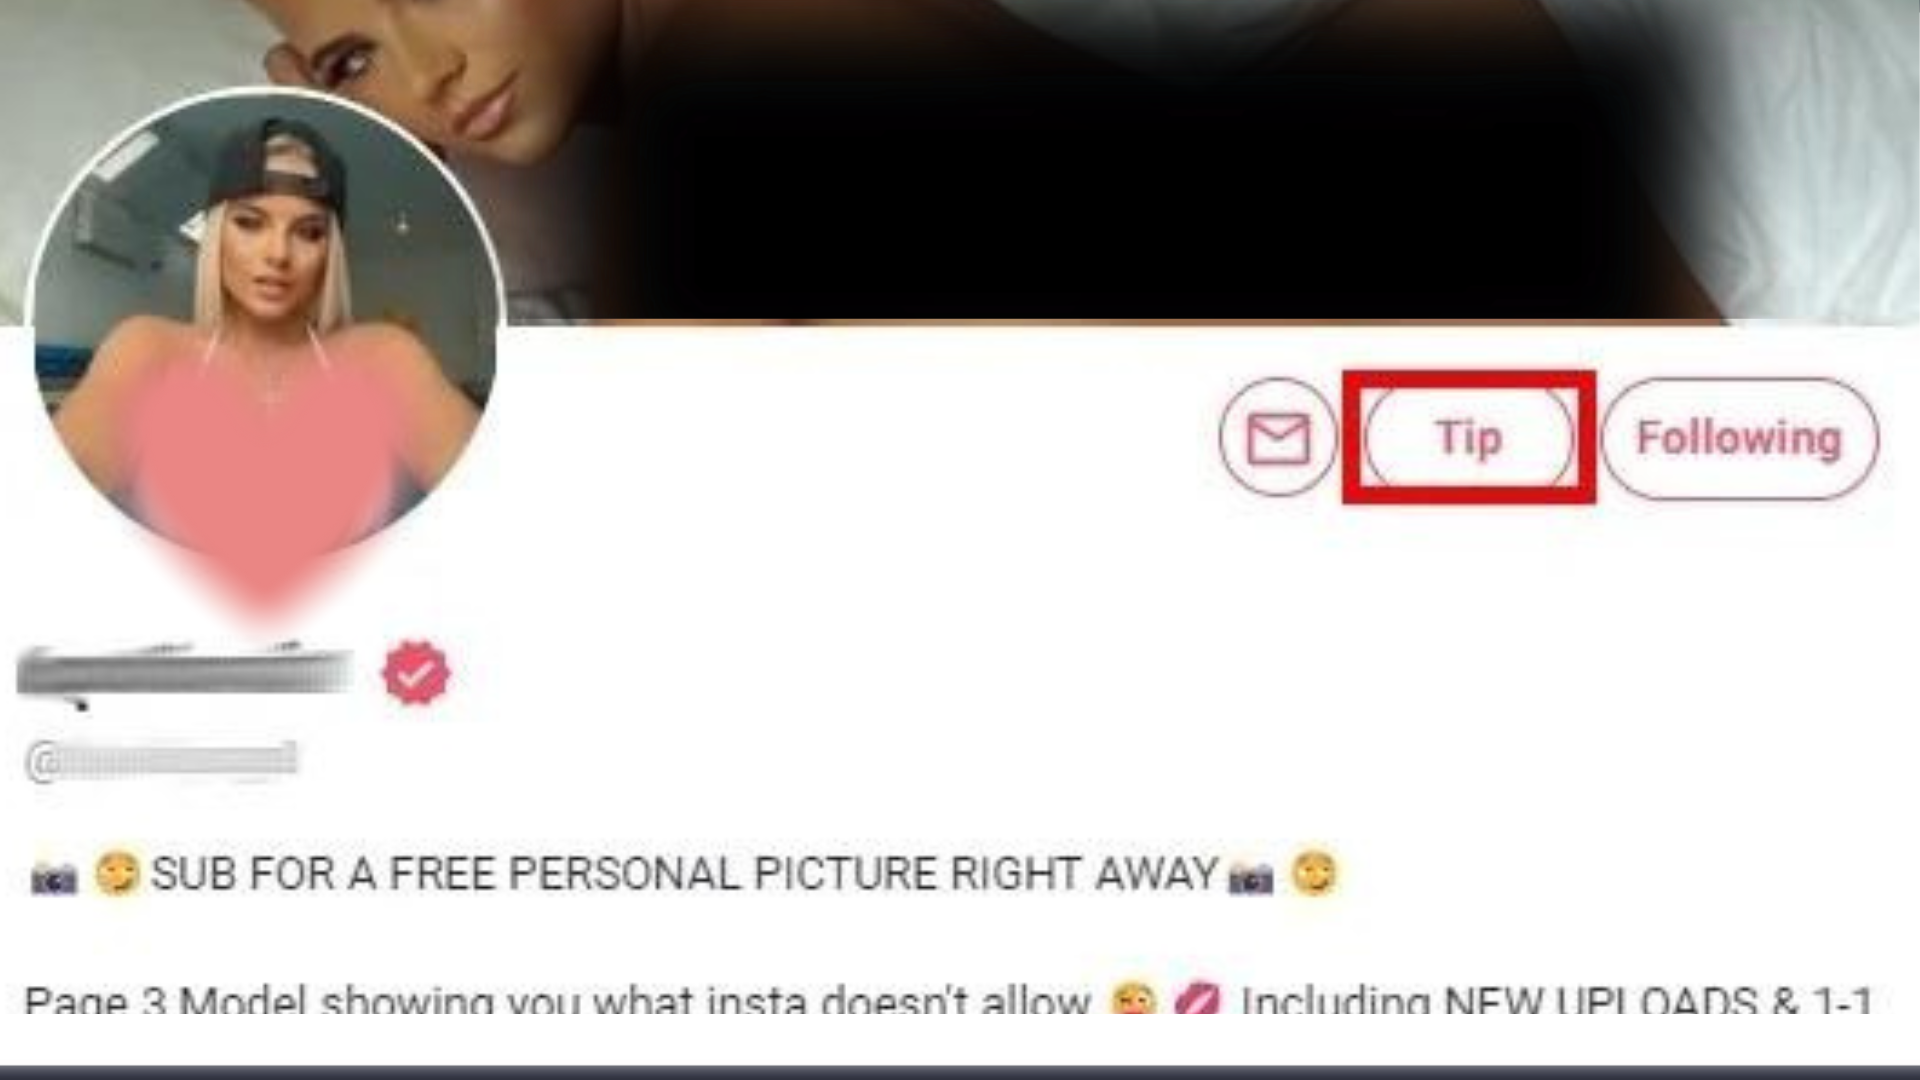 Tip
Following
@
📷 😏 SUB FOR A FREE PERSONAL PICTURE RIGHT AWAY 📷 😏
Page 3 Model showing you what insta doesn't allow 😜 💋 Including NEW UPLOADS & 1-1